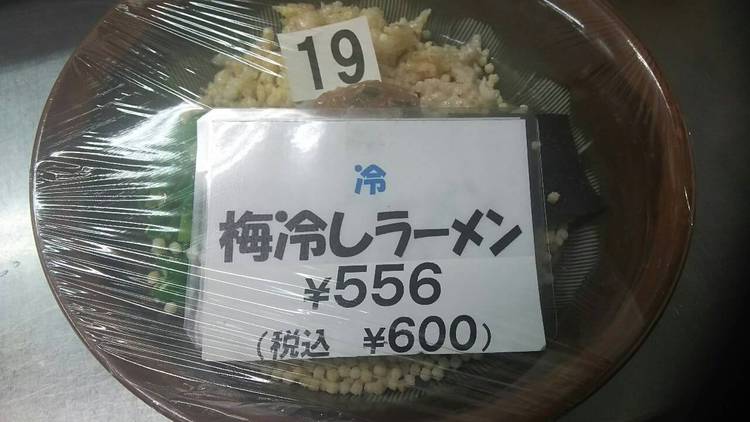 19
冷
梅冷しラーメン
¥556
(税込 ¥600)